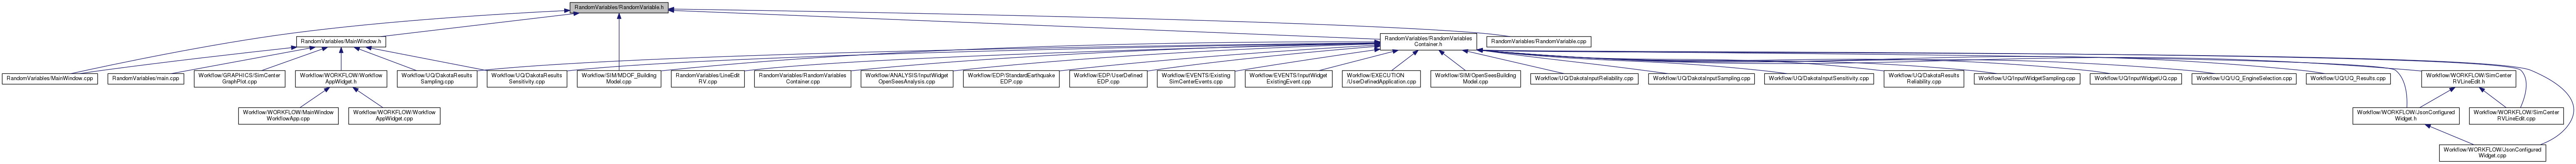 RandomVariables/RandomVariable.h
RandomVariables/MainWindow.h
RandomVariables/RandomVariables
Container.h
RandomVariables/RandomVariable.cpp
RandomVariables/MainWindow.cpp
RandomVariables/main.cpp
Workflow/GRAPHICS/SimCenter
GraphPlot.cpp
Workflow/WORKFLOW/Workflow
AppWidget.h
Workflow/UQ/DakotaResults
Sampling.cpp
Workflow/UQ/DakotaResults
Sensitivity.cpp
Workflow/SIM/MDOF_Building
Model.cpp
RandomVariables/LineEdit
RV.cpp
RandomVariables/RandomVariables
Container.cpp
Workflow/ANALYSIS/InputWidget
OpenSeesAnalysis.cpp
Workflow/EDP/StandardEarthquake
EDP.cpp
Workflow/EDP/UserDefined
EDP.cpp
Workflow/EVENTS/Existing
SimCenterEvents.cpp
Workflow/EVENTS/InputWidget
ExistingEvent.cpp
Workflow/EXECUTION
/UserDefinedApplication.cpp
Workflow/SIM/OpenSeesBuilding
Model.cpp
Workflow/UQ/DakotaInputReliability.cpp
Workflow/UQ/DakotaInputSampling.cpp
Workflow/UQ/DakotaInputSensitivity.cpp
Workflow/UQ/DakotaResults
Reliability.cpp
Workflow/UQ/InputWidgetSampling.cpp
Workflow/UQ/InputWidgetUQ.cpp
Workflow/UQ/UQ_EngineSelection.cpp
Workflow/UQ/UQ_Results.cpp
Workflow/WORKFLOW/SimCenter
RVLineEdit.h
Workflow/WORKFLOW/MainWindow
WorkflowApp.cpp
Workflow/WORKFLOW/Workflow
AppWidget.cpp
Workflow/WORKFLOW/JsonConfigured
Widget.h
Workflow/WORKFLOW/SimCenter
RVLineEdit.cpp
Workflow/WORKFLOW/JsonConfigured
Widget.cpp